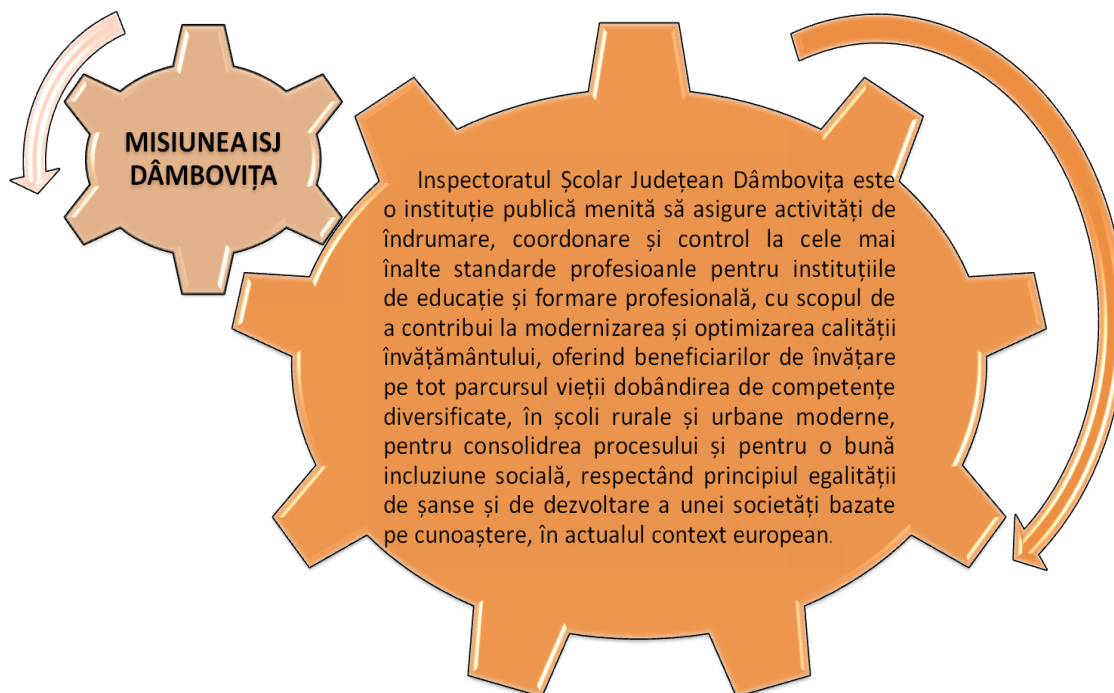 MISIUNEA ISJ
DÂMBOVIȚA
Inspectoratul Școlar Județean Dâmbovița este
o instituție publică menită să asigure activități de
îndrumare, coordonare și control la cele mai
înalte standarde profesioanle pentru instituțiile
de educație și formare profesională, cu scopul de
a contribui la modernizarea și optimizarea calității
învățământului, oferind beneficiarilor de învățare
pe tot parcursul vieții dobândirea de competențe
diversificate, în școli rurale și urbane moderne,
pentru consolidrea procesului și pentru o bună
incluziune socială, respectând principiul egalității
de șanse și de dezvoltare a unei societăți bazate
pe cunoaștere, în actualul context european.